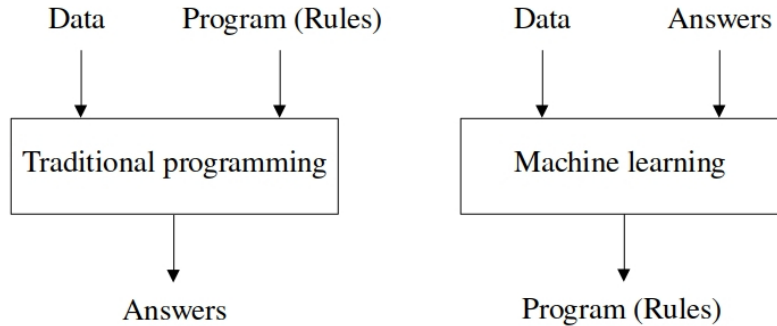 Data Program (Rules)
Traditional programming
Answers
Data Answers
Machine learning
Program (Rules)